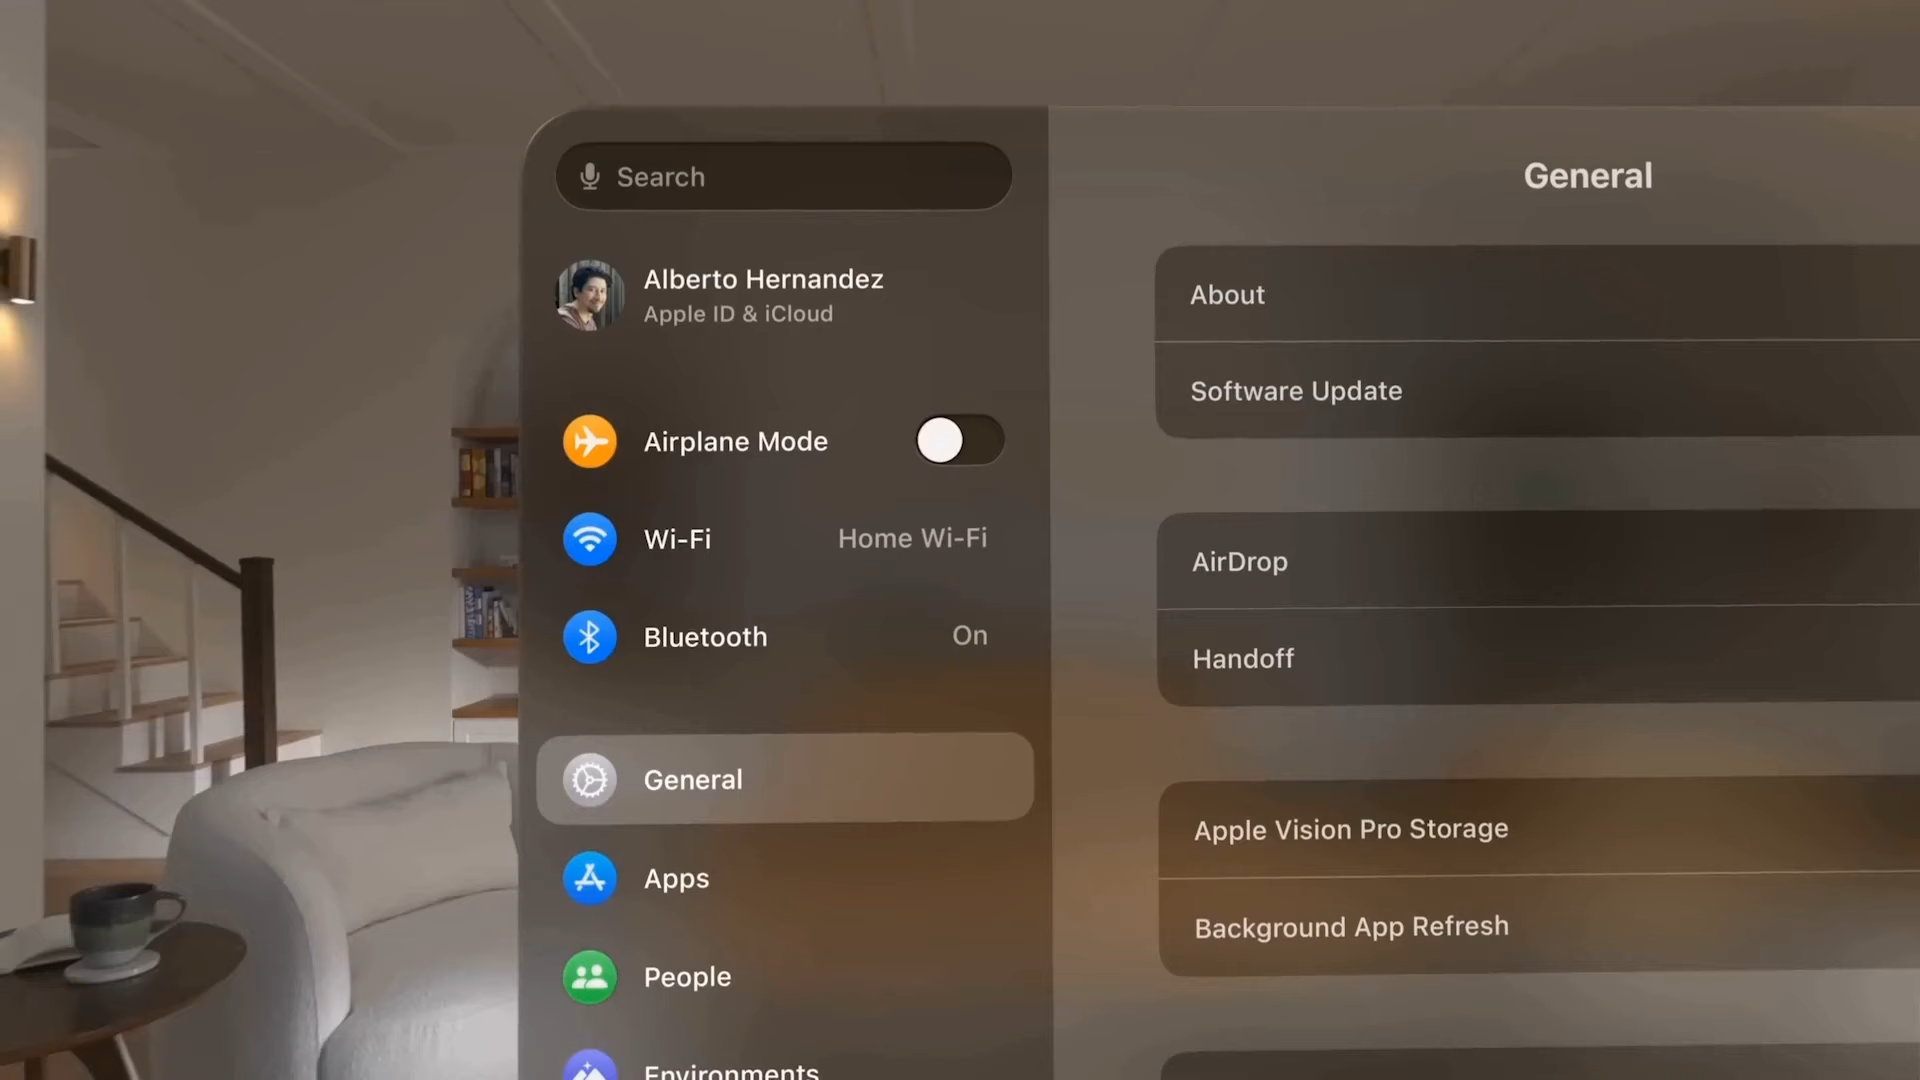 Search
General
Alberto Hernandez
Apple ID & iCloud
Airplane Mode
Wi-Fi
Home Wi-Fi
Bluetooth
On
General
Apps
People
Environments
About
Software Update
AirDrop
Handoff
Apple Vision Pro Storage
Background App Refresh